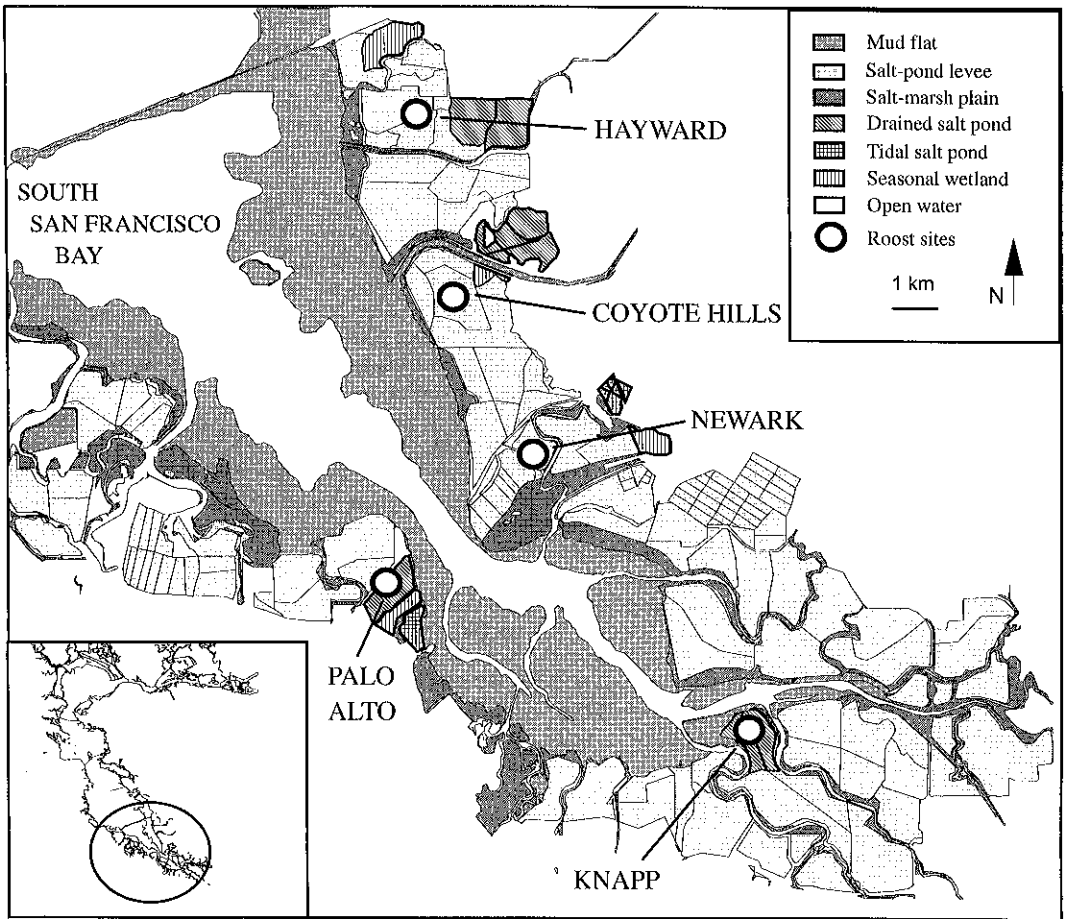 Mud flat
Salt-pond levee
Salt-marsh plain
Drained salt pond
Tidal salt pond
Seasonal wetland
Open water
Roost sites
1 km
N
HAYWARD
SOUTH
SAN FRANCISCO
BAY
COYOTE HILLS
NEWARK
PALO
ALTO
KNAPP